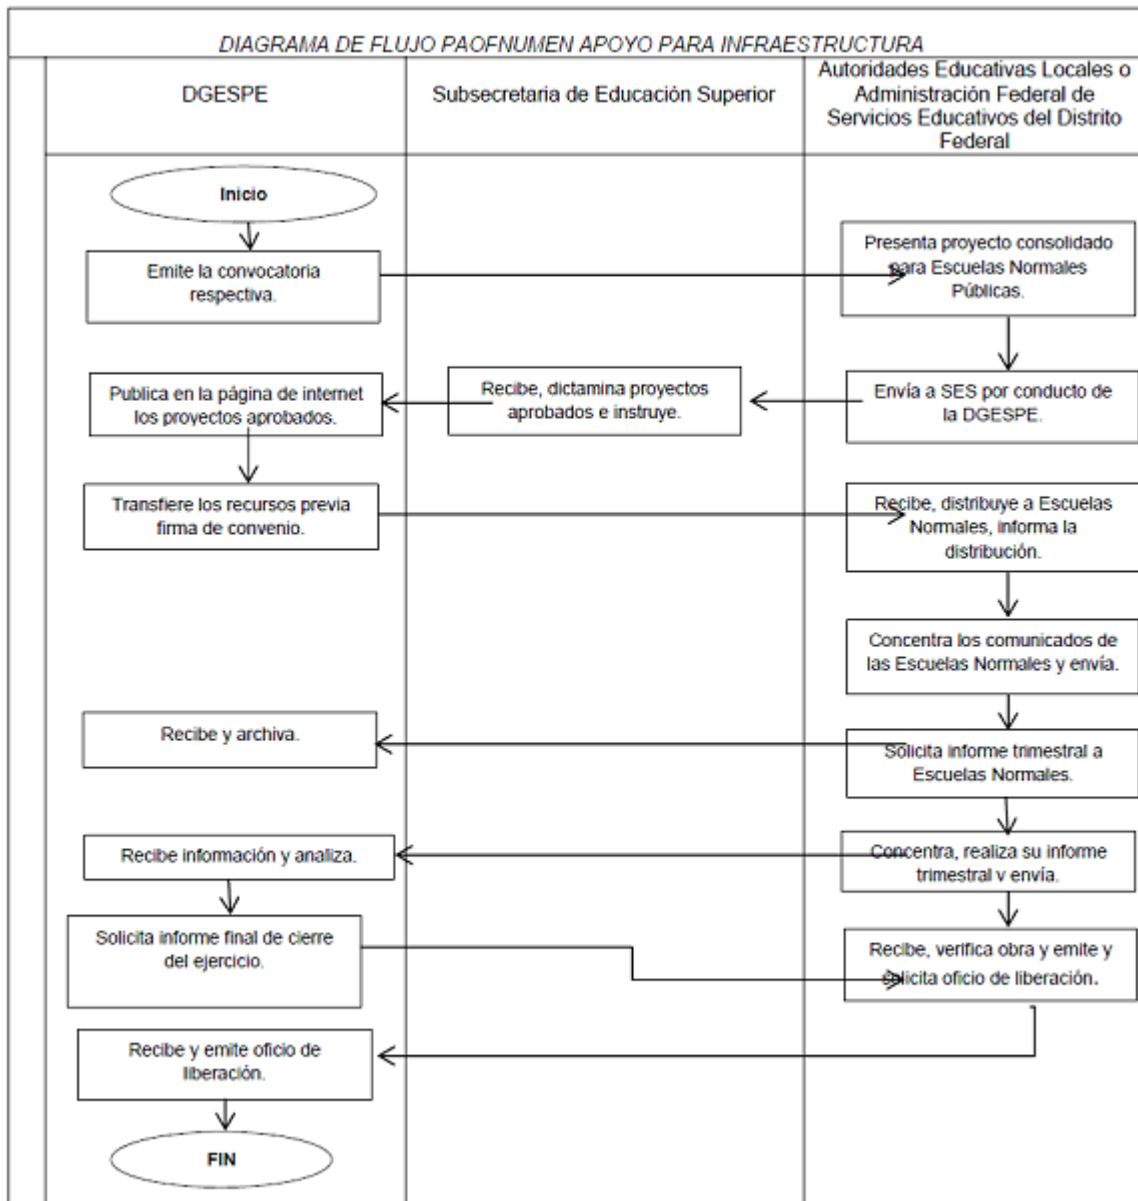 DIAGRAMA DE FLUJO PAOFNUMEN APOYO PARA INFRAESTRUCTURA
DGESPE
Subsecretaria de Educación Superior
Autoridades Educativas Locales o
Administración Federal de
Servicios Educativos del Distrito
Federal
Inicio
Emite la convocatoria
respectiva.
Presenta proyecto consolidado
para Escuelas Normales
Públicas.
Publica en la página de internet
los proyectos aprobados.
Recibe, dictamina proyectos
aprobados e instruye.
Envía a SES por conducto de
la DGESPE.
Transfiere los recursos previa
firma de convenio.
Recibe, distribuye a Escuelas
Normales, informa la
distribución.
Concentra los comunicados de
las Escuelas Normales y envía.
Recibe y archiva.
Solicita informe trimestral a
Escuelas Normales.
Recibe información y analiza.
Concentra, realiza su informe
trimestral y envía.
Solicita informe final de cierre
del ejercicio.
Recibe, verifica obra y emite y
solicita oficio de liberación.
Recibe y emite oficio de
liberación.
FIN